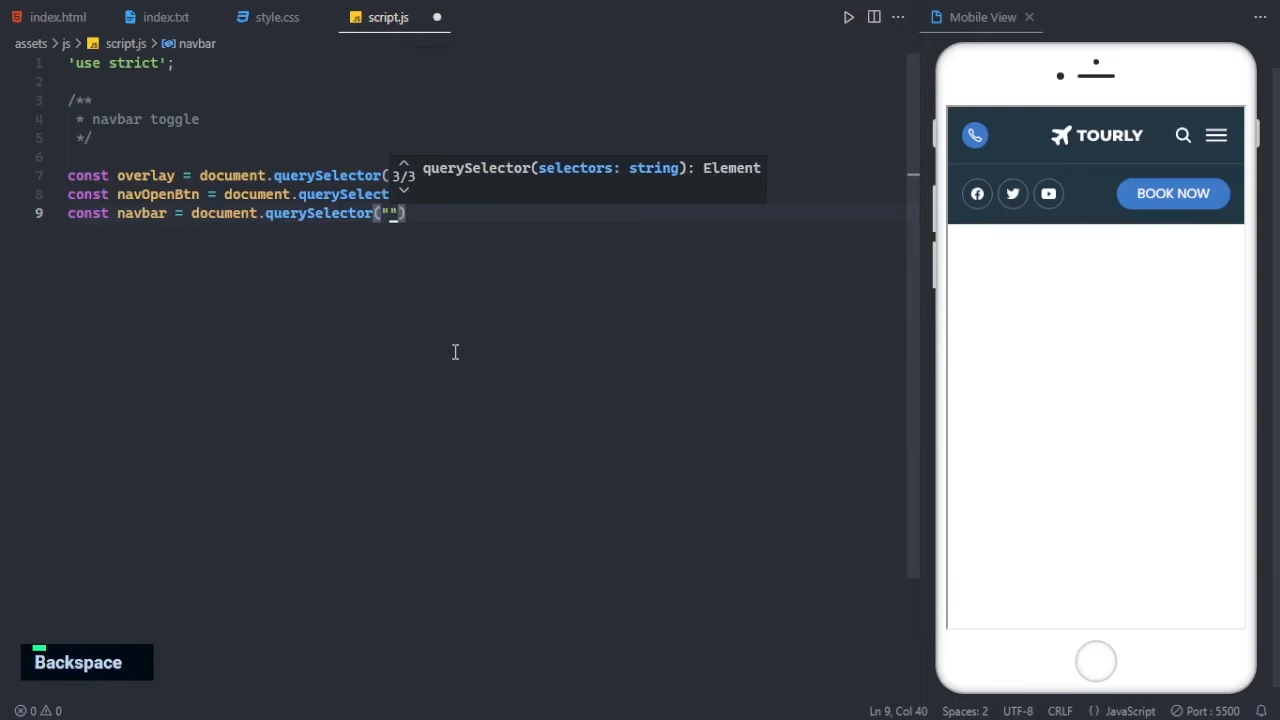 index.html index.txt style.css script.js Mobile View
assets js script.js navbar
1 'use strict';
2
3 /**
4 * navbar toggle
5 */
6
7 const overlay = document.querySelector(
8 const navOpenBtn = document.querySelect
9 const navbar = document.querySelector("")
3/3 querySelector(selectors: string): Element
TOURLY
BOOK NOW
Backspace
0 0 Ln 9, Col 40 Spaces: 2 UTF-8 CRLF {} JavaScript Port : 5500